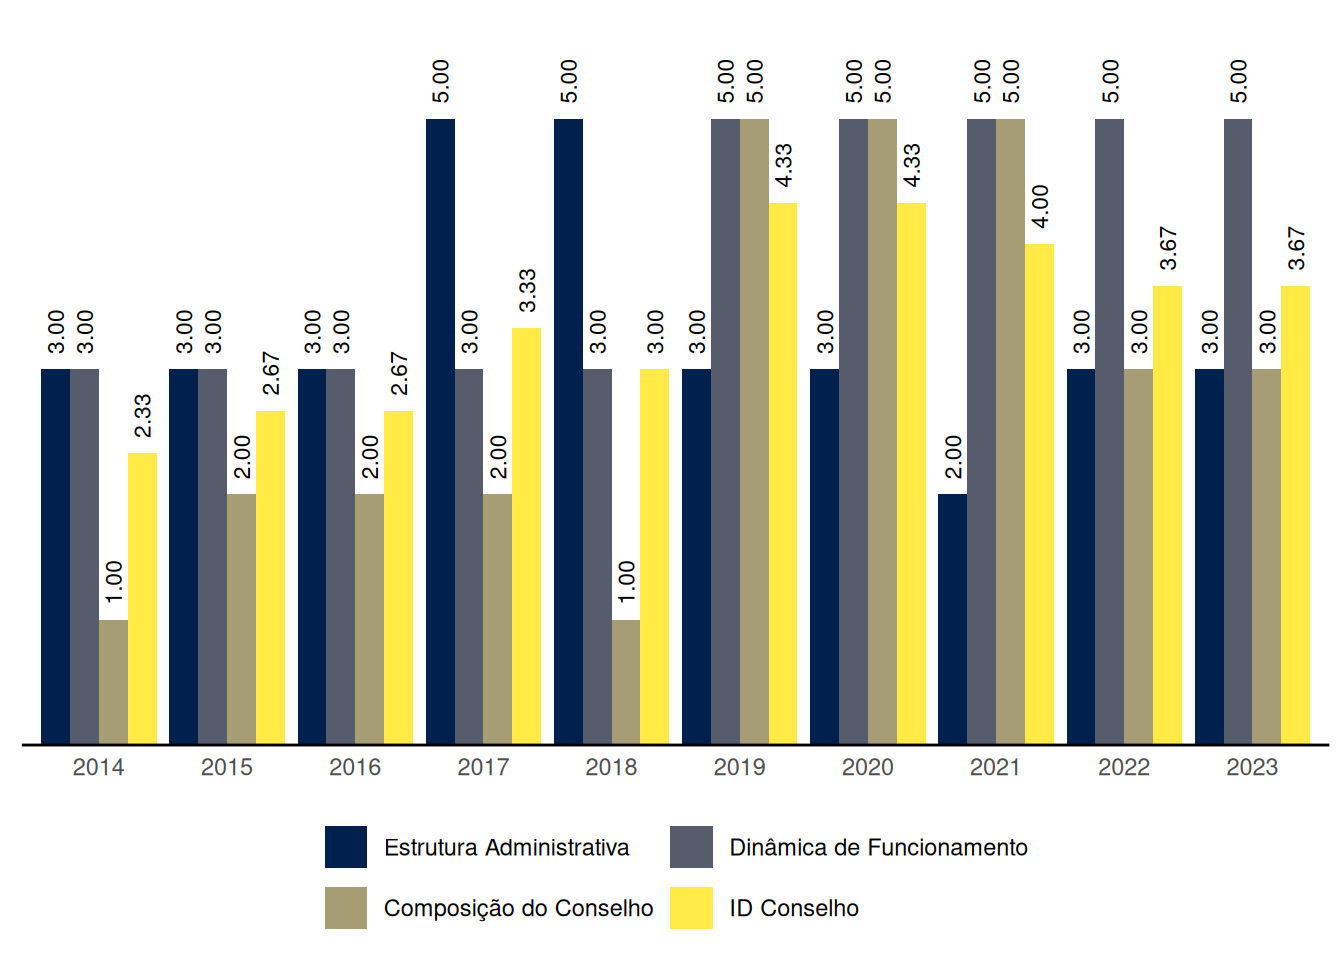 3.00 3.00 1.00 2.33
3.00 3.00 2.00 2.67
3.00 3.00 2.00 2.67
5.00 3.00 2.00 3.33
5.00 3.00 1.00 3.00
3.00 5.00 5.00 4.33
3.00 5.00 5.00 4.33
2.00 5.00 5.00 4.00
3.00 5.00 3.00 3.67
3.00 5.00 3.00 3.67
2014 2015 2016 2017 2018 2019 2020 2021 2022 2023
Estrutura Administrativa Dinâmica de Funcionamento
Composição do Conselho ID Conselho